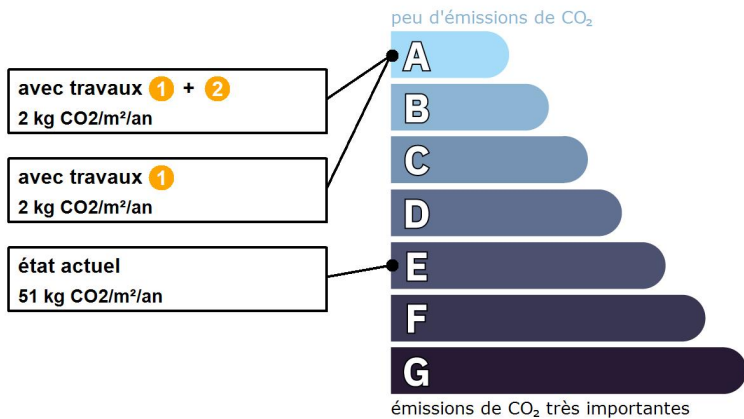 peu d'émissions de CO₂
A
avec travaux 1 + 2
2 kg CO2/m²/an
B
C
avec travaux 1
2 kg CO2/m²/an
D
état actuel
51 kg CO2/m²/an
E
F
G
émissions de CO₂ très importantes